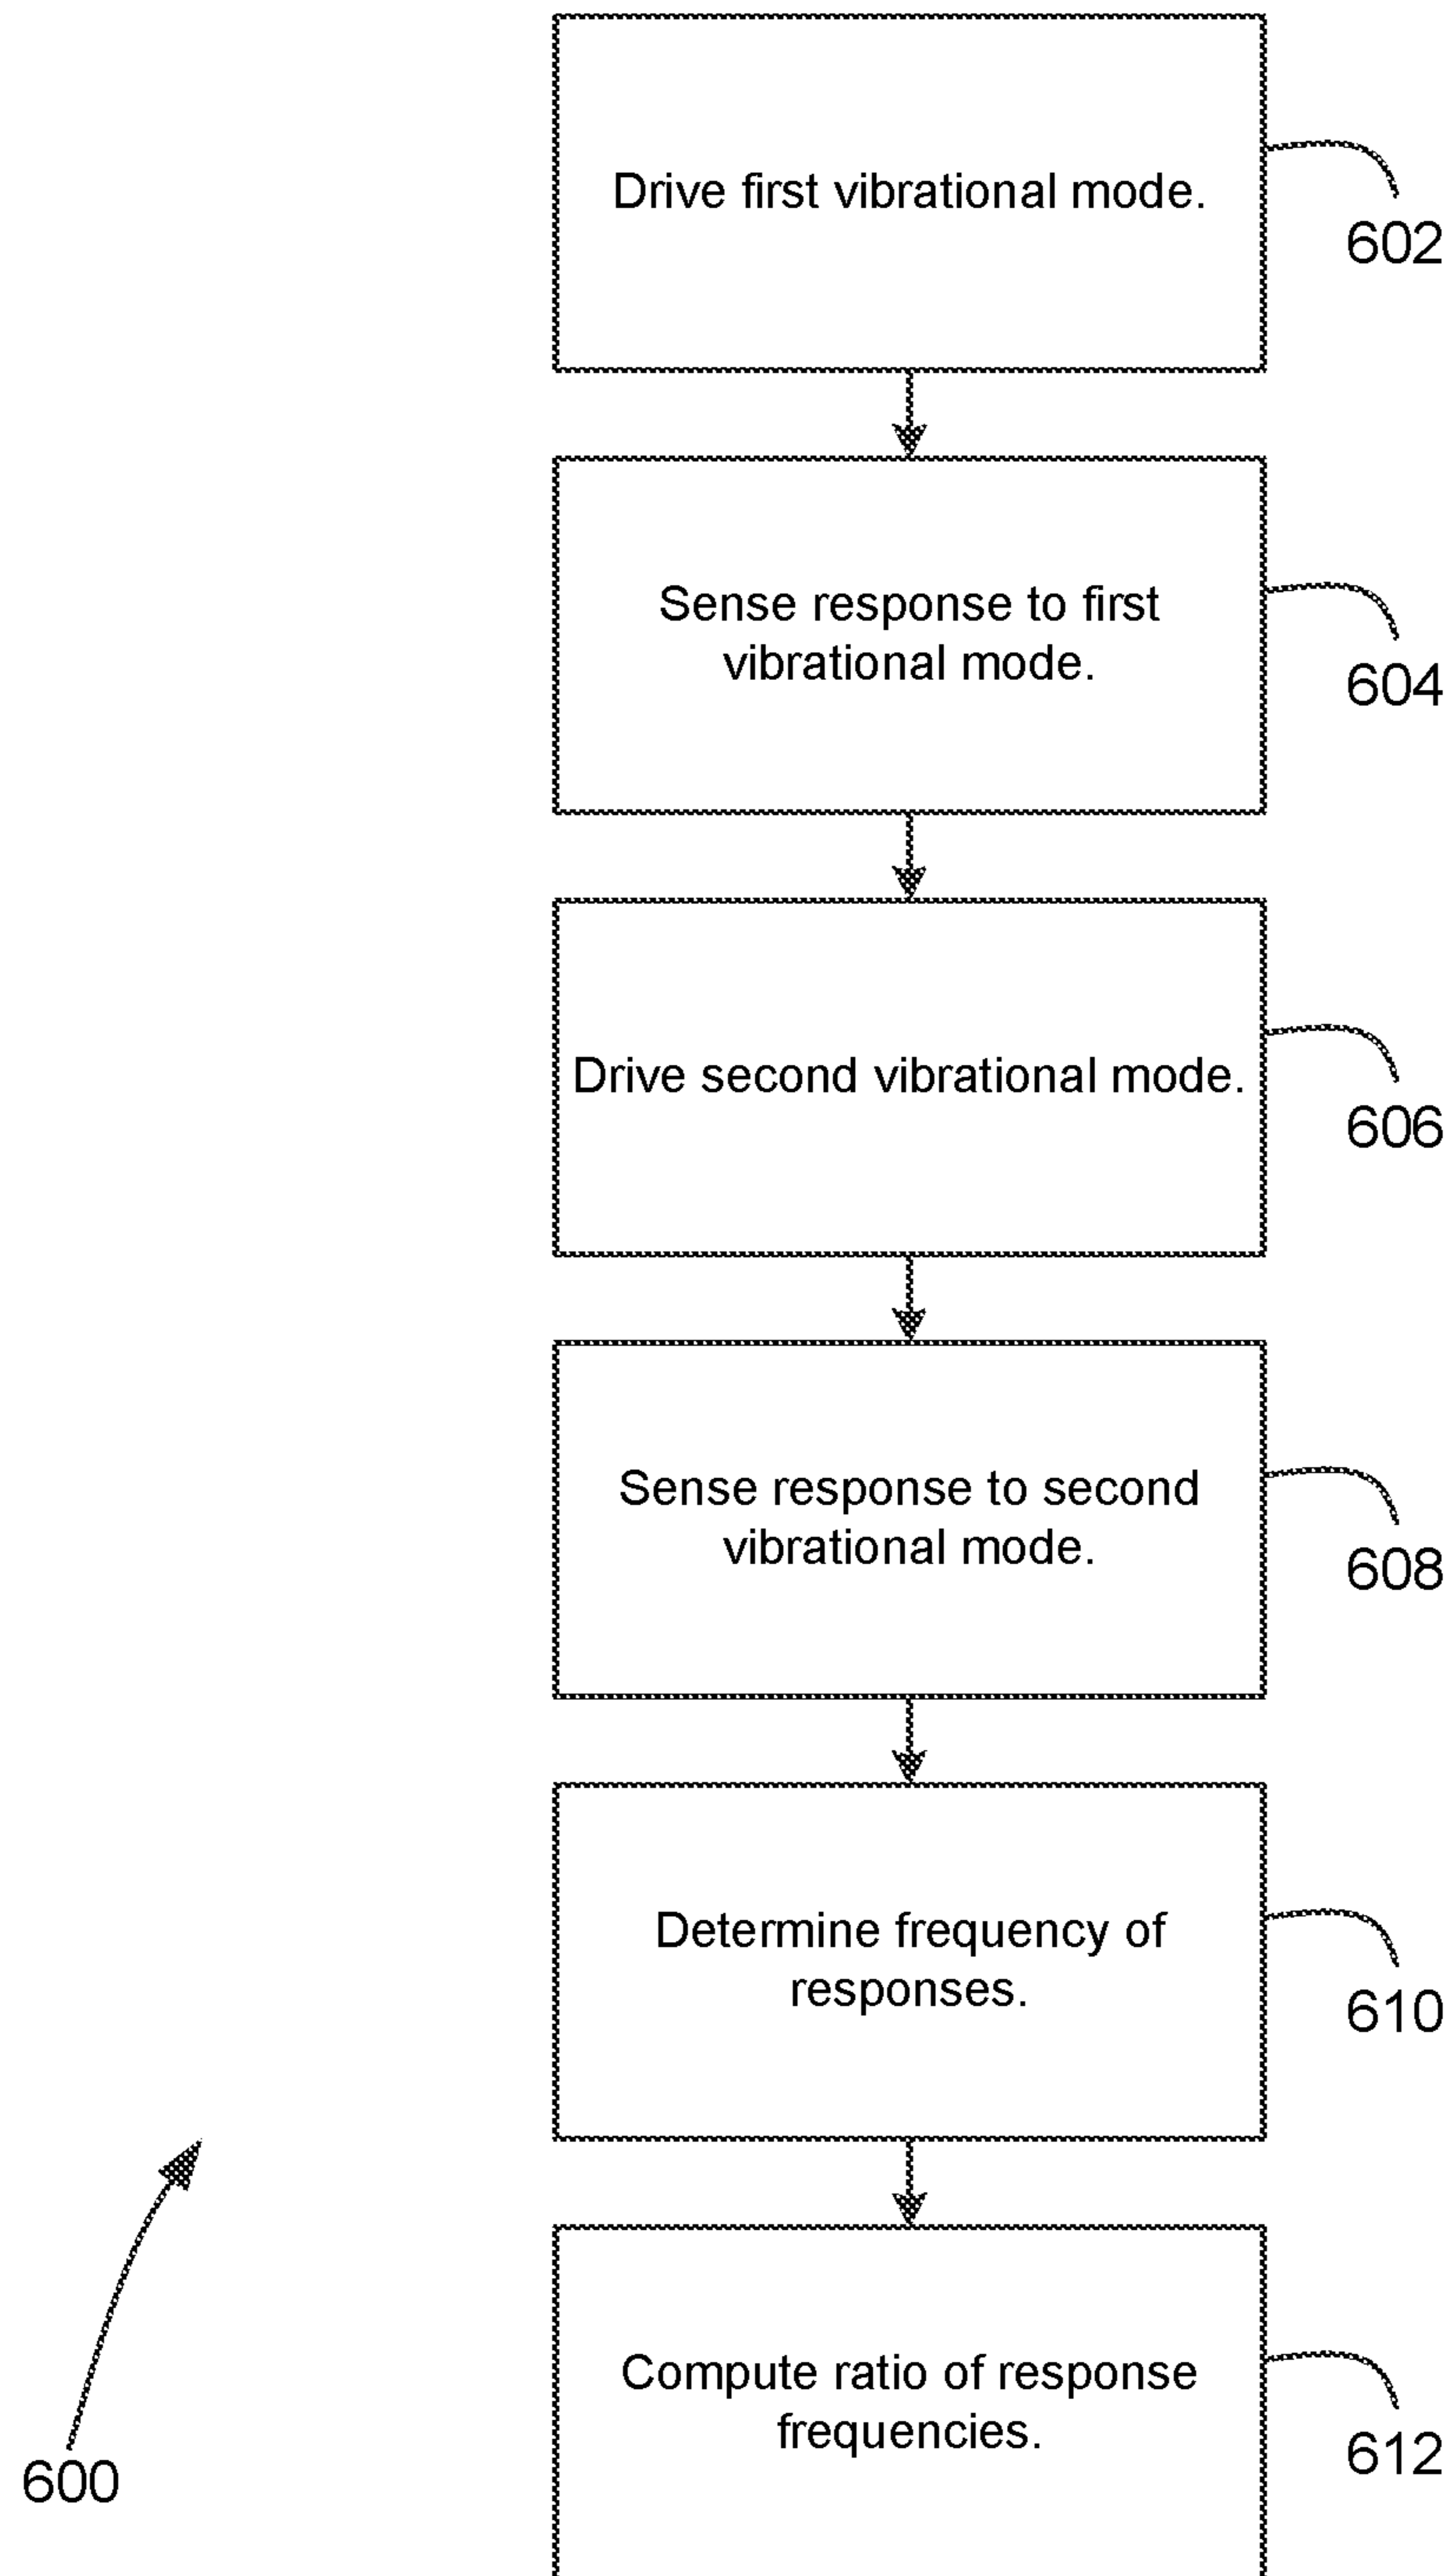 Drive first vibrational mode.
602
Sense response to first
vibrational mode.
604
Drive second vibrational mode.
606
Sense response to second
vibrational mode.
608
Determine frequency of
responses.
610
Compute ratio of response
frequencies.
612
600